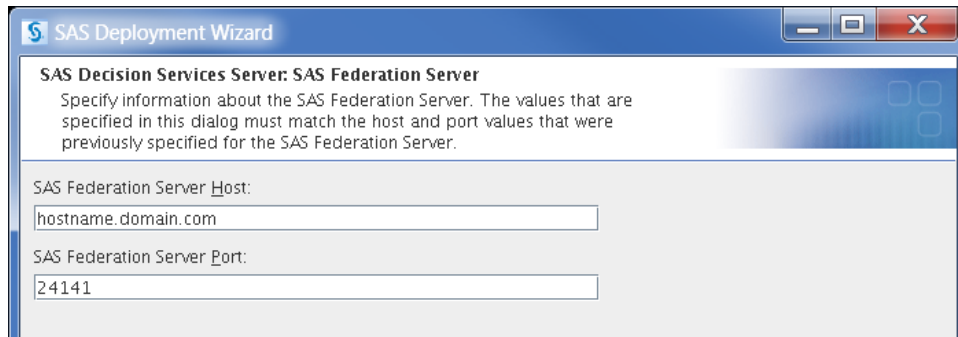 SAS Deployment Wizard
SAS Decision Services Server: SAS Federation Server
Specify information about the SAS Federation Server. The values that are
specified in this dialog must match the host and port values that were
previously specified for the SAS Federation Server.
SAS Federation Server Host:
hostname.domain.com
SAS Federation Server Port:
24141